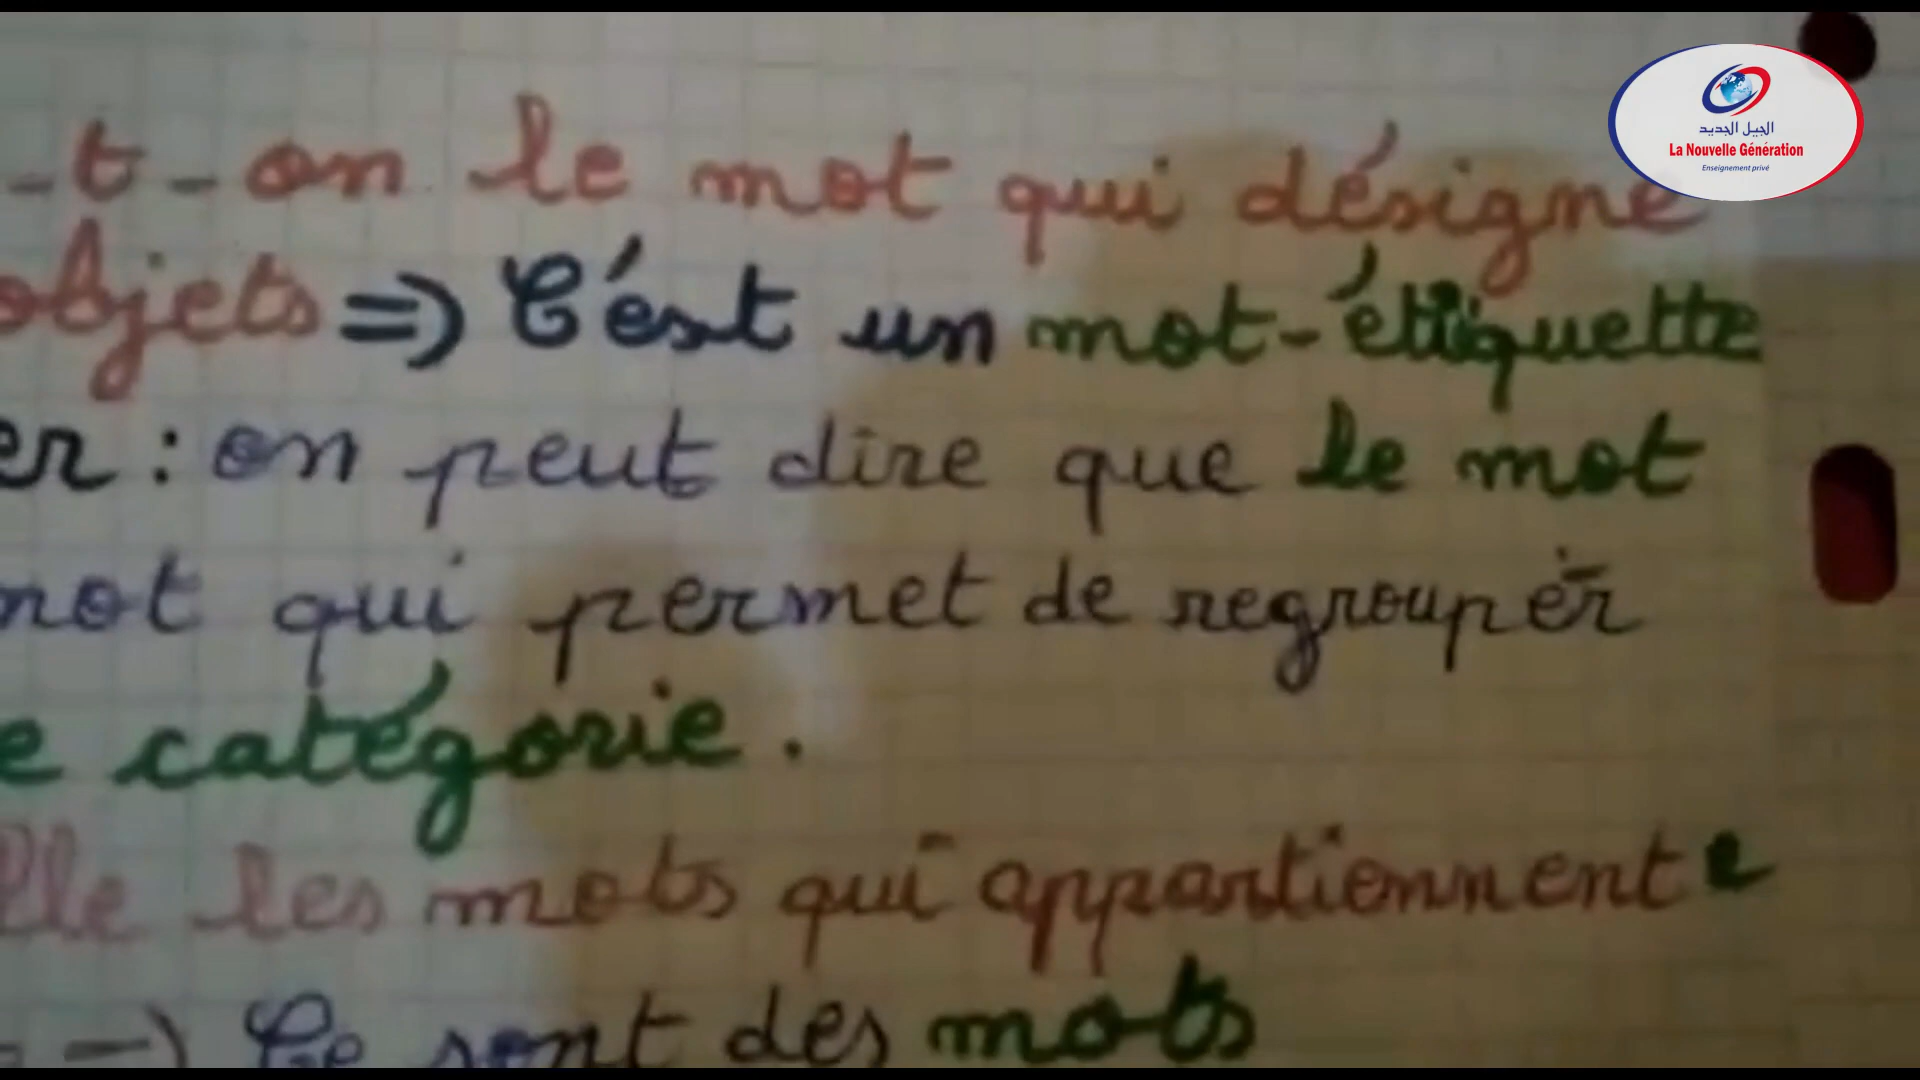 -t-on le mot qui désigne
objets => C'est un mot-étiquette
er : on peut dire que le mot
mot qui permet de regrouper
e catégorie.
lle les mots qui appartiennent
Ce sont des mots
الجيل الجديد
La Nouvelle Génération
Enseignement privé